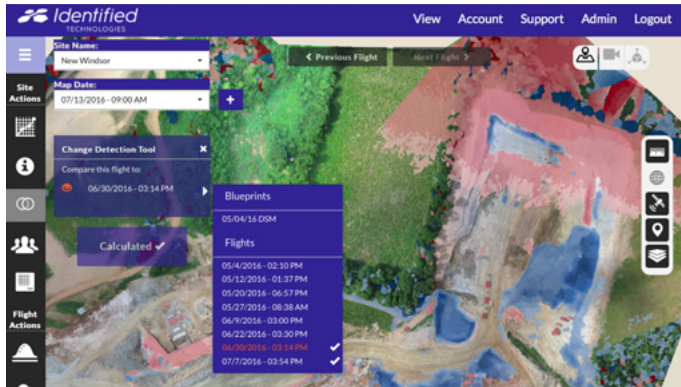 Identified
TECHNOLOGIES
View Account Support Admin Logout
Site Name:
New Windsor
Previous Flight
Next Flight
Site
Actions
Map Date:
07/13/2016 - 09:00 AM
+
Change Detection Tool
Compare this flight to:
06/30/2016 - 03:14 PM
Calculated
Blueprints
05/04/16 DSM
Flights
05/4/2016 - 02:10 PM
05/12/2016 - 01:37 PM
05/20/2016 - 06:57 PM
05/27/2016 - 08:38 AM
06/9/2016 - 03:00 PM
06/22/2016 - 03:30 PM
06/30/2016 - 03:14 PM
07/7/2016 - 03:54 PM
Flight
Actions